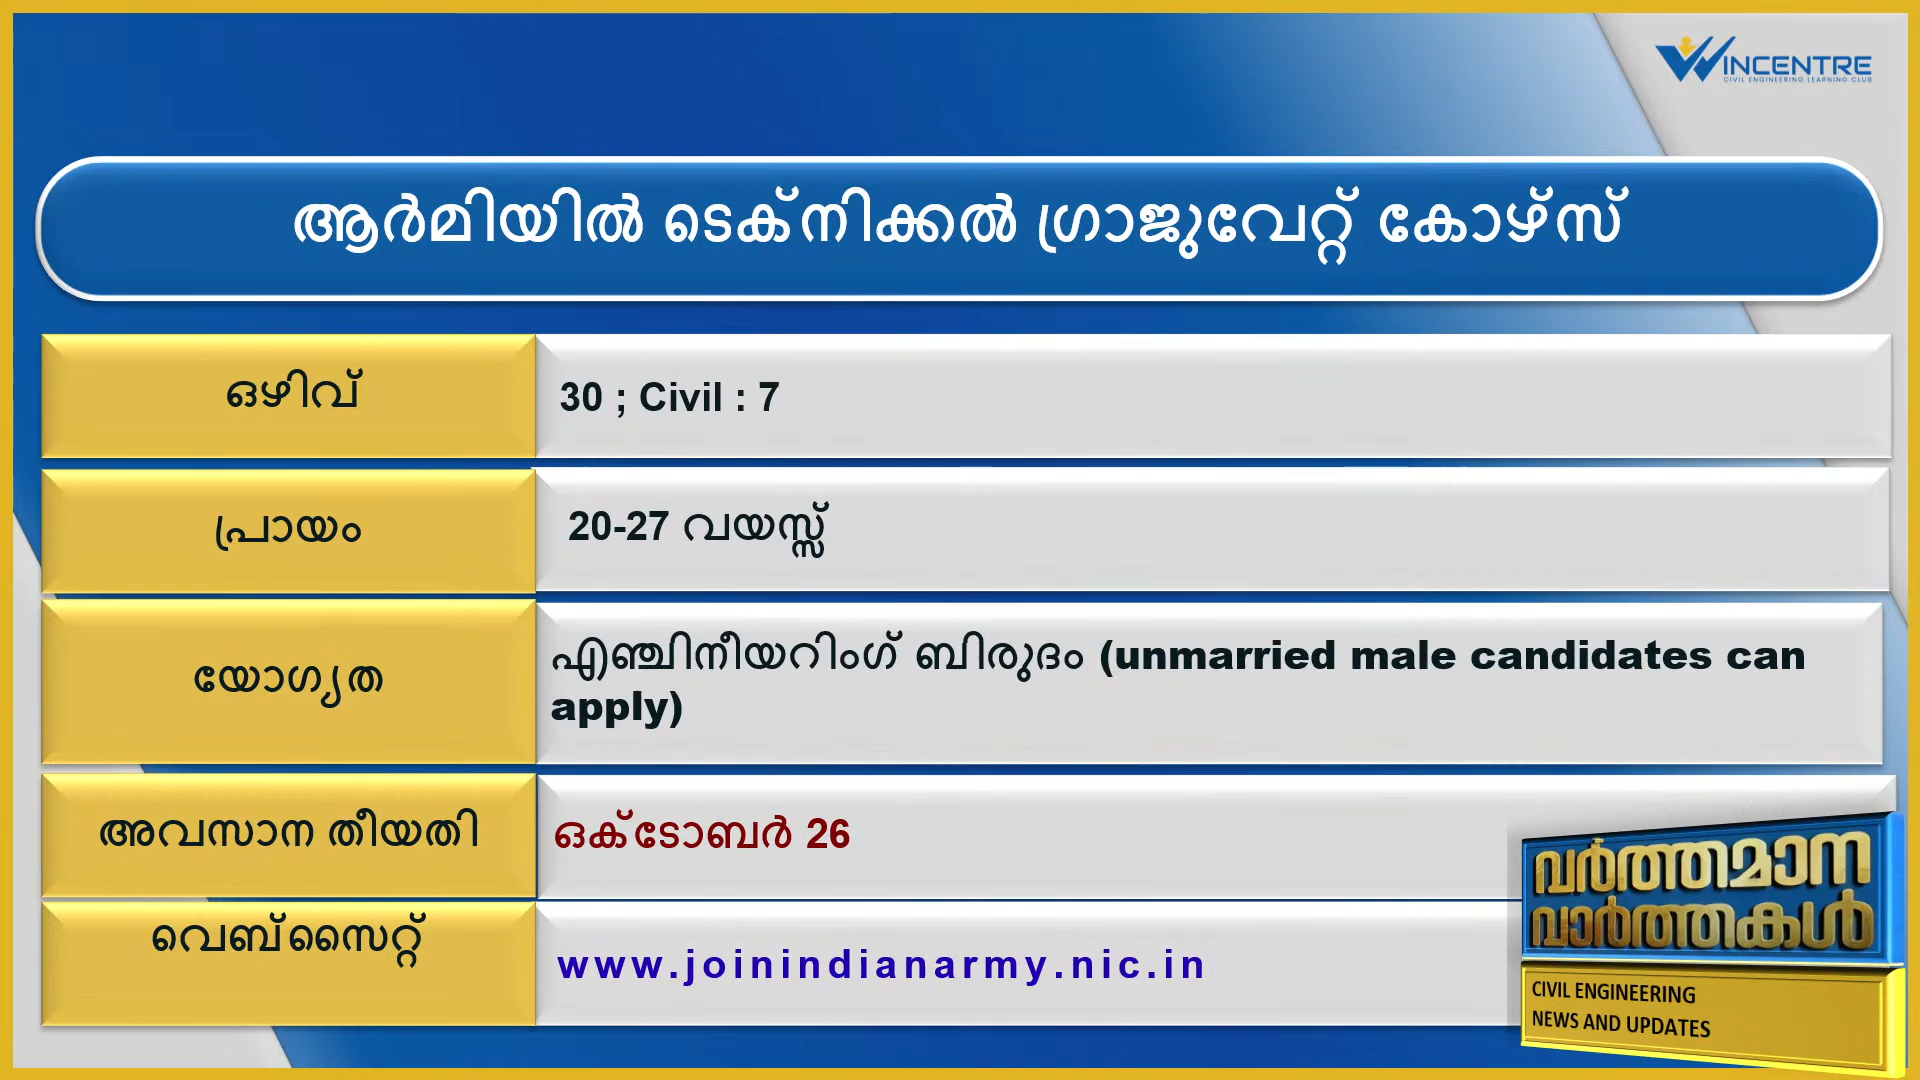 WINCENTRE
CIVIL ENGINEERING LEARNING CLUB
ആർമിയിൽ ടെക്നിക്കൽ ഗ്രാജുവേറ്റ് കോഴ്സ്
ഒഴിവ്
30 ; Civil : 7
പ്രായം
20-27 വയസ്സ്
യോഗ്യത
എഞ്ചിനീയറിംഗ് ബിരുദം (unmarried male candidates can
apply)
അവസാന തീയതി
ഒക്ടോബർ 26
വെബ്സൈറ്റ്
www.joinindianarmy.nic.in
വർത്തമാന
വാർത്തകൾ
CIVIL ENGINEERING
NEWS AND UPDATES